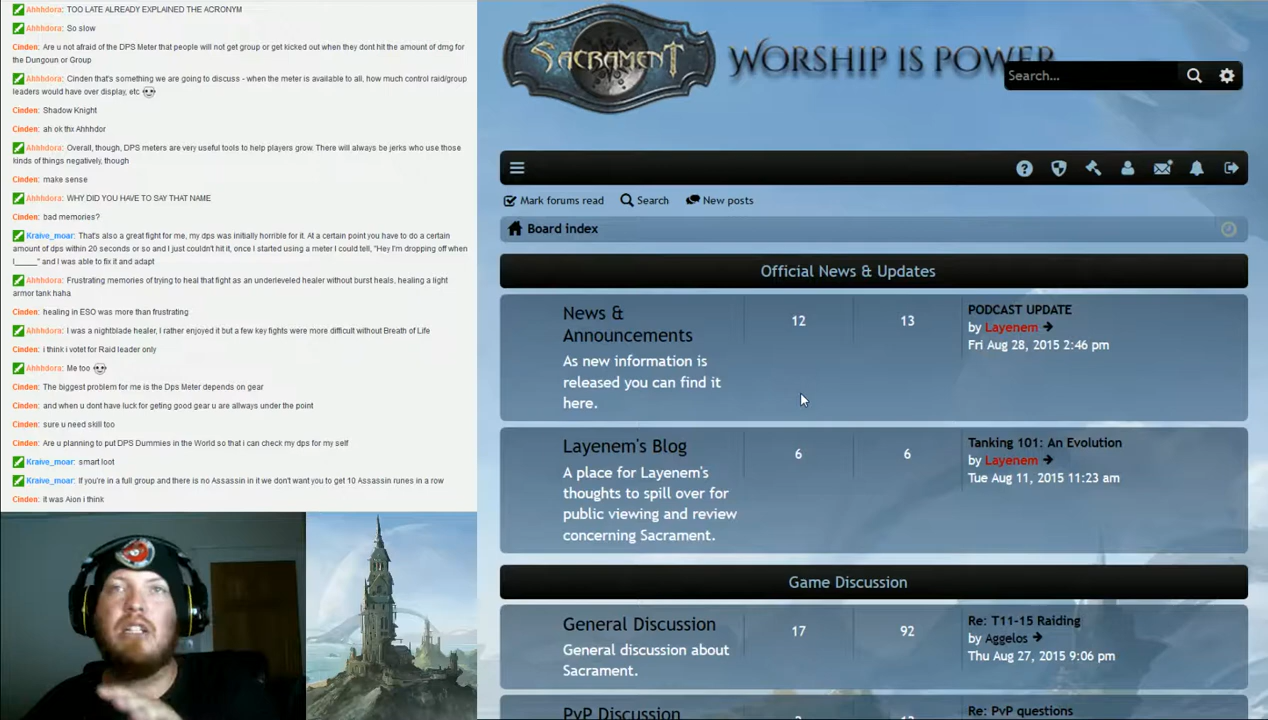 Ahhhdora: TOO LATE ALREADY EXPLAINED THE ACRONYM
Ahhhdora: So slow
Cinden: Are u not afraid of the DPS Meter that people will not get group or get kicked out when they dont hit the amount of dmg for
the Dungoun or Group
Ahhhdora: Cinden that's something we are going to discuss - when the meter is available to all, how much control raid/group
leaders would have over display, etc
Cinden: Shadow Knight
Cinden: ah ok thx Ahhhdor
Ahhhdora: Overall, though, DPS meters are very useful tools to help players grow. There will always be jerks who use those
kinds of things negatively, though
Cinden: make sense
Ahhhdora: WHY DID YOU HAVE TO SAY THAT NAME
Cinden: bad memories?
Kraive_moar: That's also a great fight for me, my dps was initially horrible for it. At a certain point you have to do a certain
amount of dps within 20 seconds or so and I just couldn't hit it, once I started using a meter I could tell, "Hey I'm dropping off when
I_____" and I was able to fix it and adapt
Ahhhdora: Frustrating memories of trying to heal that fight as an underleveled healer without burst heals, healing a light
armor tank haha
Cinden: healing in ESO was more than frustrating
Ahhhdora: I was a nightblade healer, I rather enjoyed it but a few key fights were more difficult without Breath of Life
Cinden: i think i votet for Raid leader only
Ahhhdora: Me too
Cinden: The biggest problem for me is the Dps Meter depends on gear
Cinden: and when u dont have luck for geting good gear u are allways under the point
Cinden: sure u need skill too
Cinden: Are u planning to put DPS Dummies in the World so that i can check my dps for my self
Kraive_moar: smart loot
Kraive_moar: If you're in a full group and there is no Assassin in it we don't want you to get 10 Assassin runes in a row
Cinden: it was Aion i think
SACRAMENT
WORSHIP IS POWER
Search...
Mark forums read Search New posts
Board index
Official News & Updates
News &
Announcements
As new information is
released you can find it
here.
12 13
PODCAST UPDATE
by Layenem
Fri Aug 28, 2015 2:46 pm
Layenem's Blog
A place for Layenem's
thoughts to spill over for
public viewing and review
concerning Sacrament.
6 6
Tanking 101: An Evolution
by Layenem
Tue Aug 11, 2015 11:23 am
Game Discussion
General Discussion
General discussion about
Sacrament.
17 92
Re: T11-15 Raiding
by Aggelos
Thu Aug 27, 2015 9:06 pm
PvP Discussion
Re: PvP questions